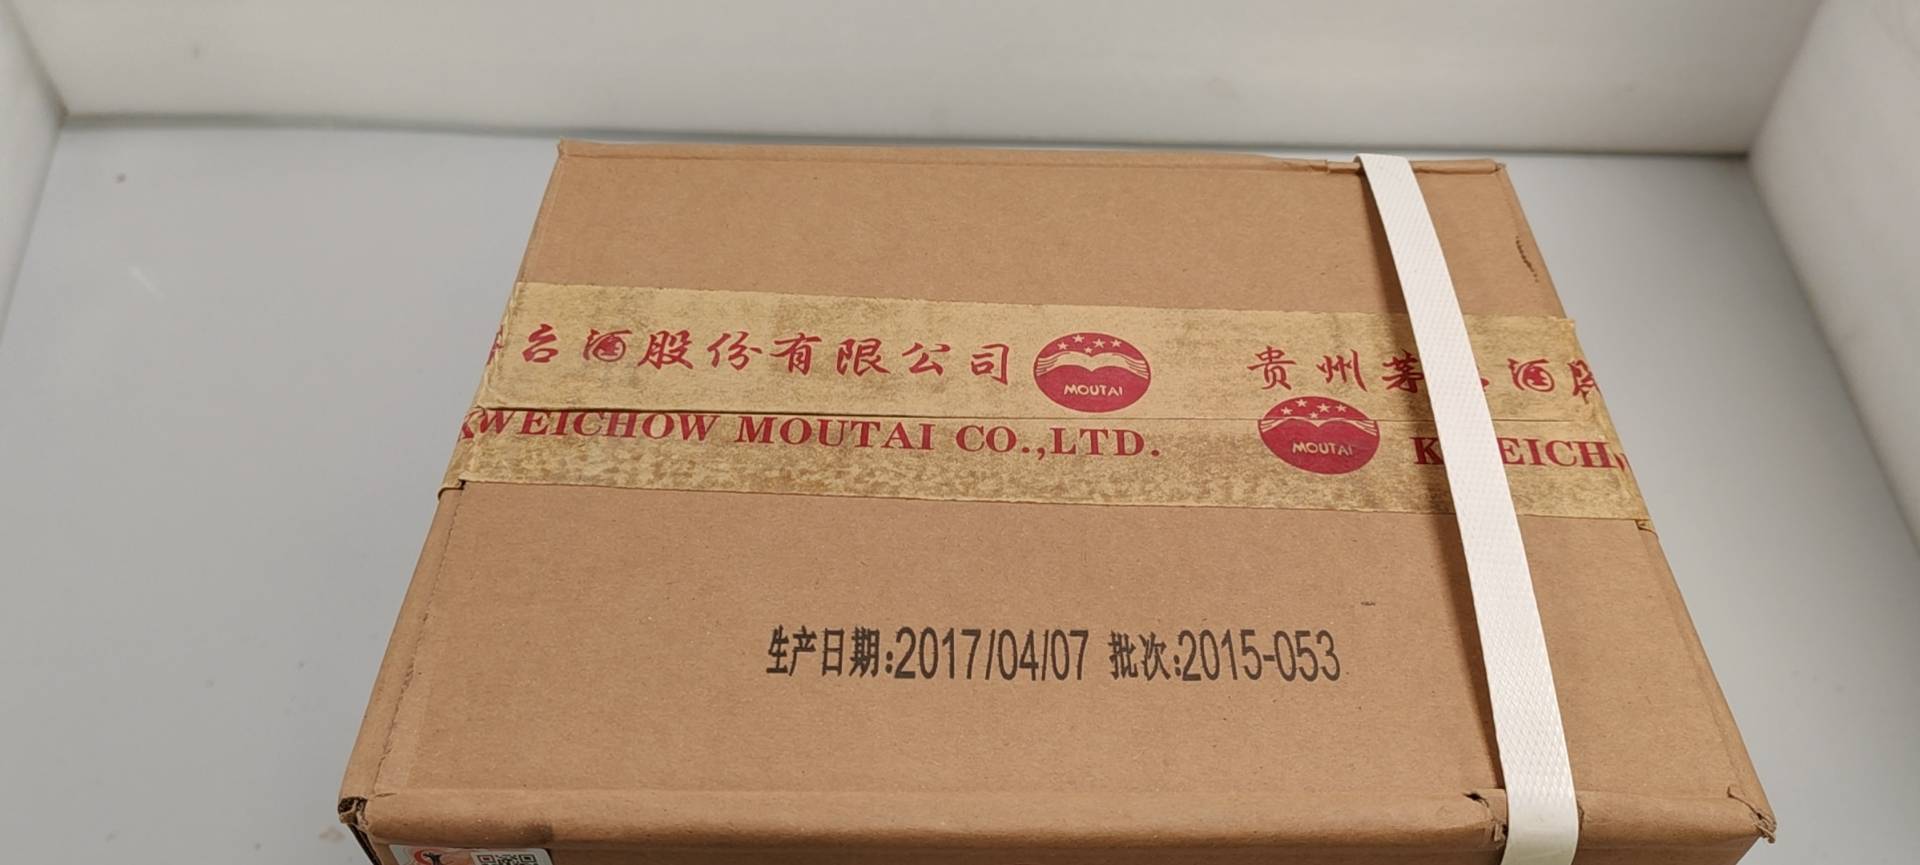 台酒股份有限公司 MOUTAI 贵州茅 酒
KWEICHOW MOUTAI CO.,LTD. MOUTAI K EICH
生产日期:2017/04/07 批次:2015-053